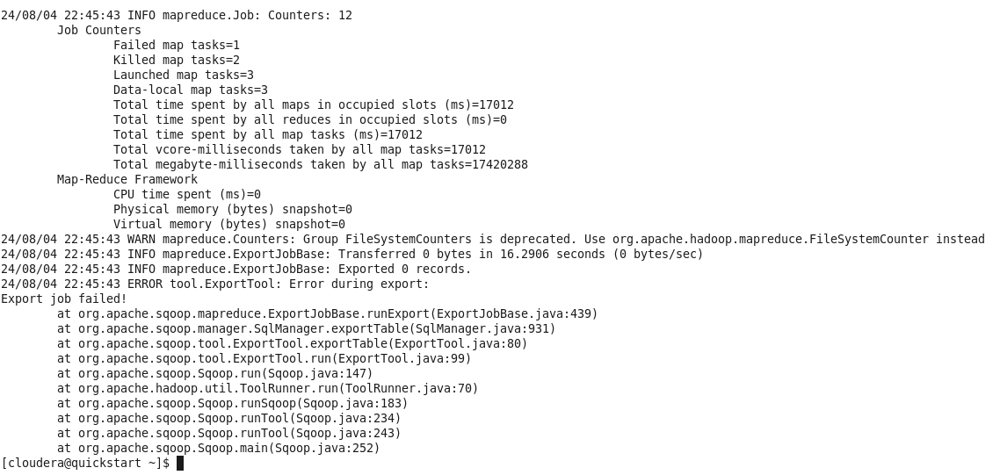 24/08/04 22:45:43 INFO mapreduce.Job: Counters: 12
Job Counters
Failed map tasks=1
Killed map tasks=2
Launched map tasks=3
Data-local map tasks=3
Total time spent by all maps in occupied slots (ms)=17012
Total time spent by all reduces in occupied slots (ms)=0
Total time spent by all map tasks (ms)=17012
Total vcore-milliseconds taken by all map tasks=17012
Total megabyte-milliseconds taken by all map tasks=17420288
Map-Reduce Framework
CPU time spent (ms)=0
Physical memory (bytes) snapshot=0
Virtual memory (bytes) snapshot=0
24/08/04 22:45:43 WARN mapreduce.Counters: Group FileSystemCounters is deprecated. Use org.apache.hadoop.mapreduce.FileSystemCounter instead
24/08/04 22:45:43 INFO mapreduce.ExportJobBase: Transferred 0 bytes in 16.2906 seconds (0 bytes/sec)
24/08/04 22:45:43 INFO mapreduce.ExportJobBase: Exported 0 records.
24/08/04 22:45:43 ERROR tool.ExportTool: Error during export:
Export job failed!
at org.apache.sqoop.mapreduce.ExportJobBase.runExport(ExportJobBase.java:439)
at org.apache.sqoop.manager.SqlManager.exportTable(SqlManager.java:931)
at org.apache.sqoop.tool.ExportTool.exportTable(ExportTool.java:80)
at org.apache.sqoop.tool.ExportTool.run(ExportTool.java:99)
at org.apache.sqoop.Sqoop.run(Sqoop.java:147)
at org.apache.hadoop.util.ToolRunner.run(ToolRunner.java:70)
at org.apache.sqoop.Sqoop.runSqoop(Sqoop.java:183)
at org.apache.sqoop.Sqoop.runTool(Sqoop.java:234)
at org.apache.sqoop.Sqoop.runTool(Sqoop.java:243)
at org.apache.sqoop.Sqoop.main(Sqoop.java:252)
[cloudera@quickstart ~]$